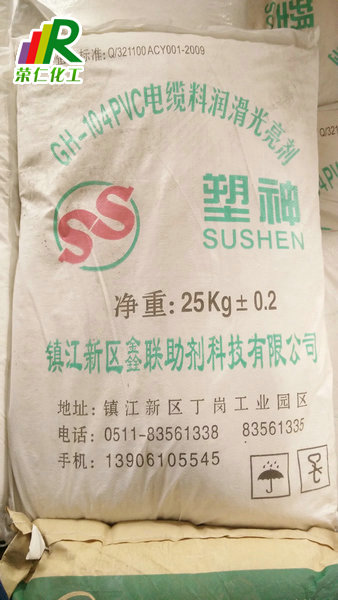 荣仁化工
标准: Q/321100 ACY001-2009
GH-104PVC电缆料润滑光亮剂
塑神
SUSHEN
净重: 25Kg±0.2
镇江新区鑫联助剂科技有限公司
地址: 镇江新区丁岗工业园区
电话: 0511-83561338 83561335
手机: 13906105545
Q/32110
04PVC